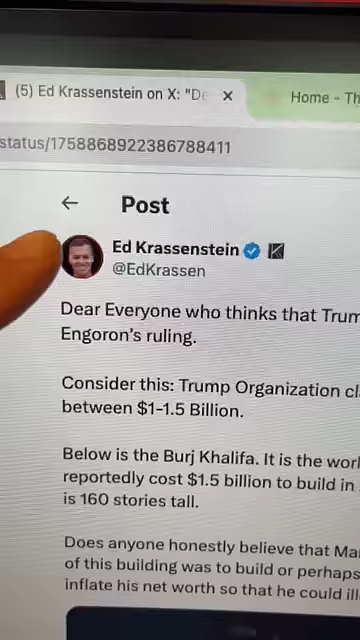 (5) Ed Krassenstein on X: "De
Home - Th
status/1758868922386788411
Post
Ed Krassenstein
@EdKrassen
Dear Everyone who thinks that Trum
Engoron's ruling.
Consider this: Trump Organization cl
between $1-1.5 Billion.
Below is the Burj Khalifa. It is the wor
reportedly cost $1.5 billion to build in
is 160 stories tall.
Does anyone honestly believe that Ma
of this building was to build or perhaps
inflate his net worth so that he could ill